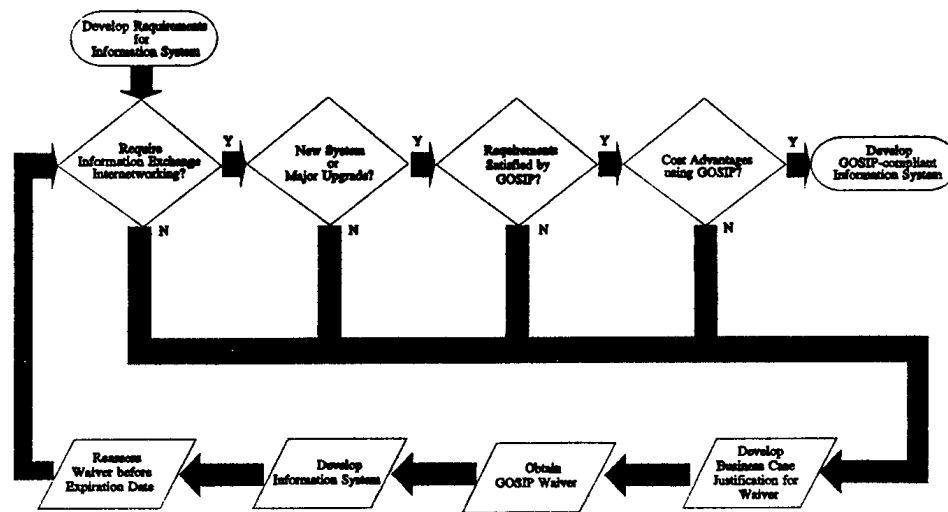 Develop Requirements
for
Information System
Require
Information Exchange
Internetworking?
Y
N
New System
or
Major Upgrade?
Y
N
Requirements
Satisfied by
GOSIP?
Y
N
Cost Advantages
using GOSIP?
Y
N
Develop
GOSIP-compliant
Information System
Develop
Business Case
Justification for
Waiver
Obtain
GOSIP Waiver
Develop
Information System
Reassess
Waiver before
Expiration Date